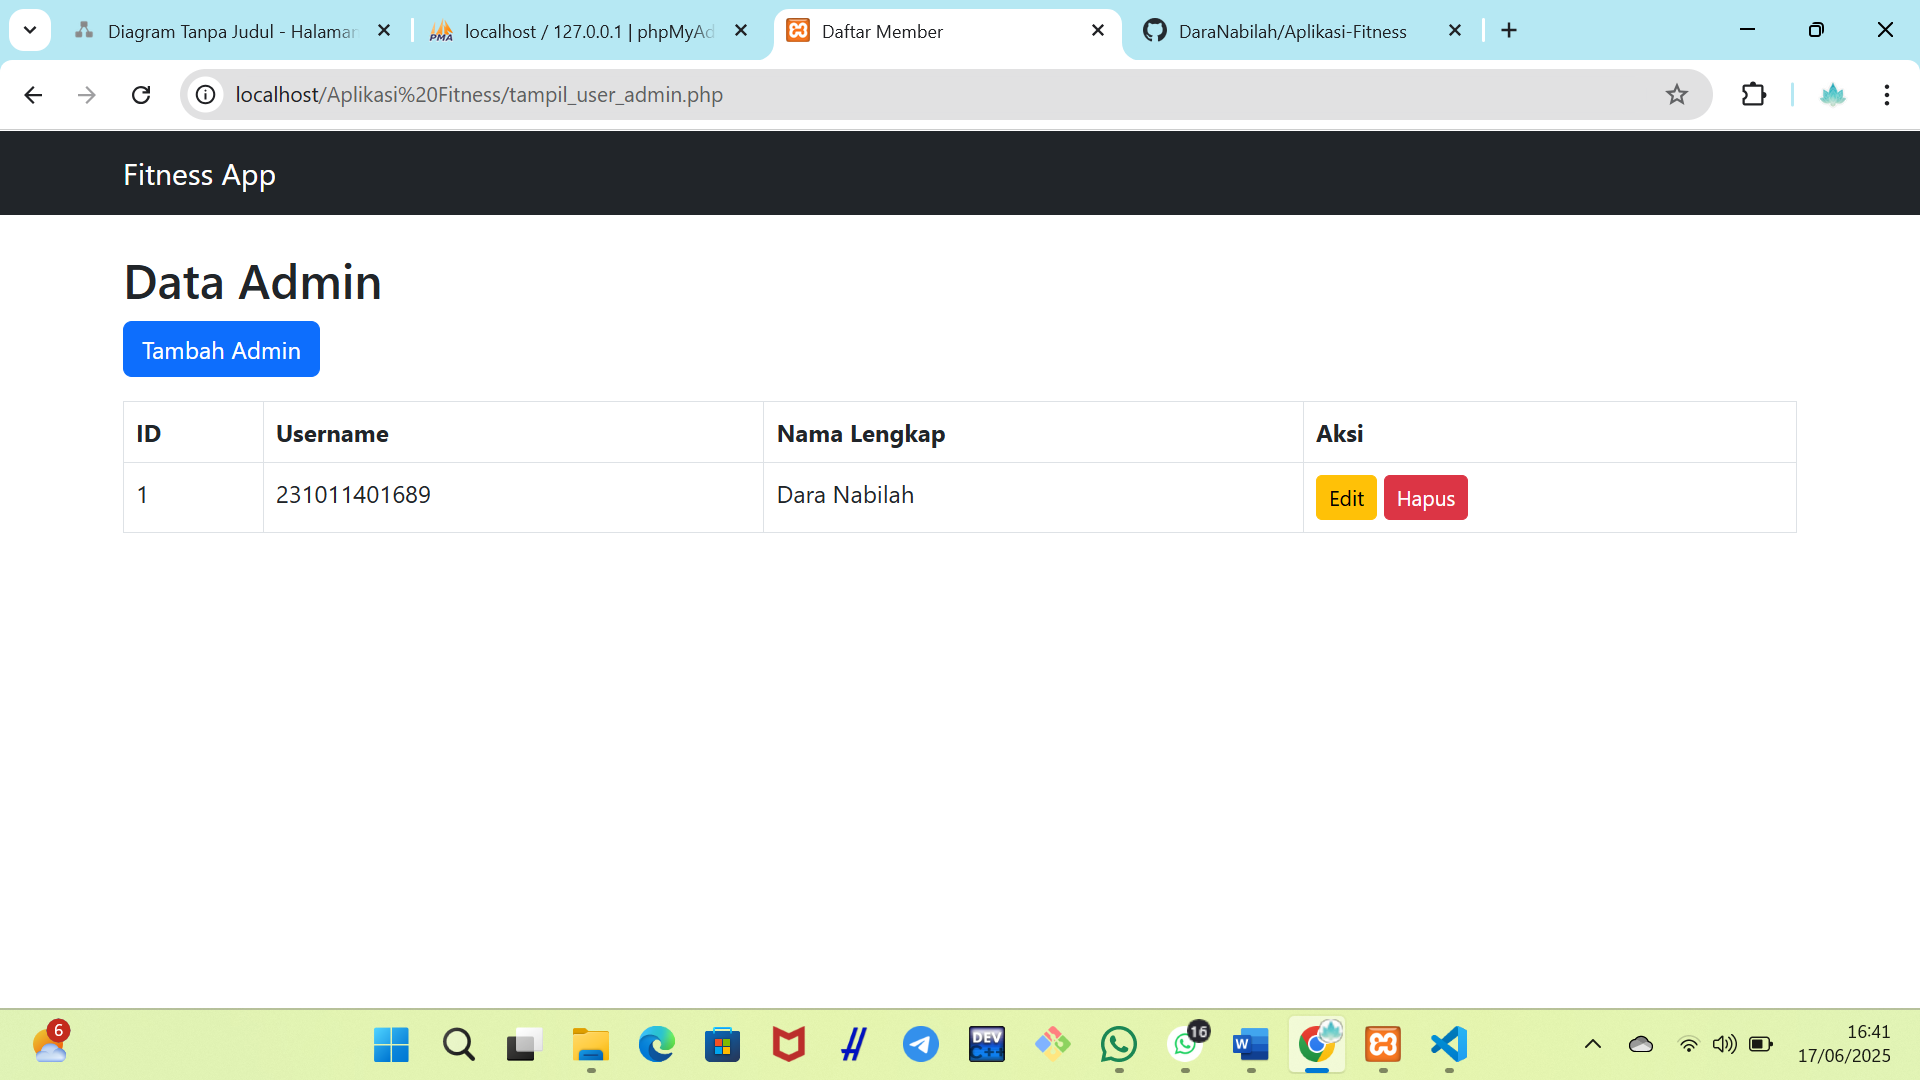 Diagram Tanpa Judul - Halaman
localhost / 127.0.0.1 | phpMyAd
Daftar Member
DaraNabilah/Aplikasi-Fitness
localhost/Aplikasi%20Fitness/tampil_user_admin.php
Fitness App
Data Admin
Tambah Admin
ID Username Nama Lengkap Aksi
1 231011401689 Dara Nabilah Edit Hapus
6
DEV C++
16
W
16:41
17/06/2025
PMA